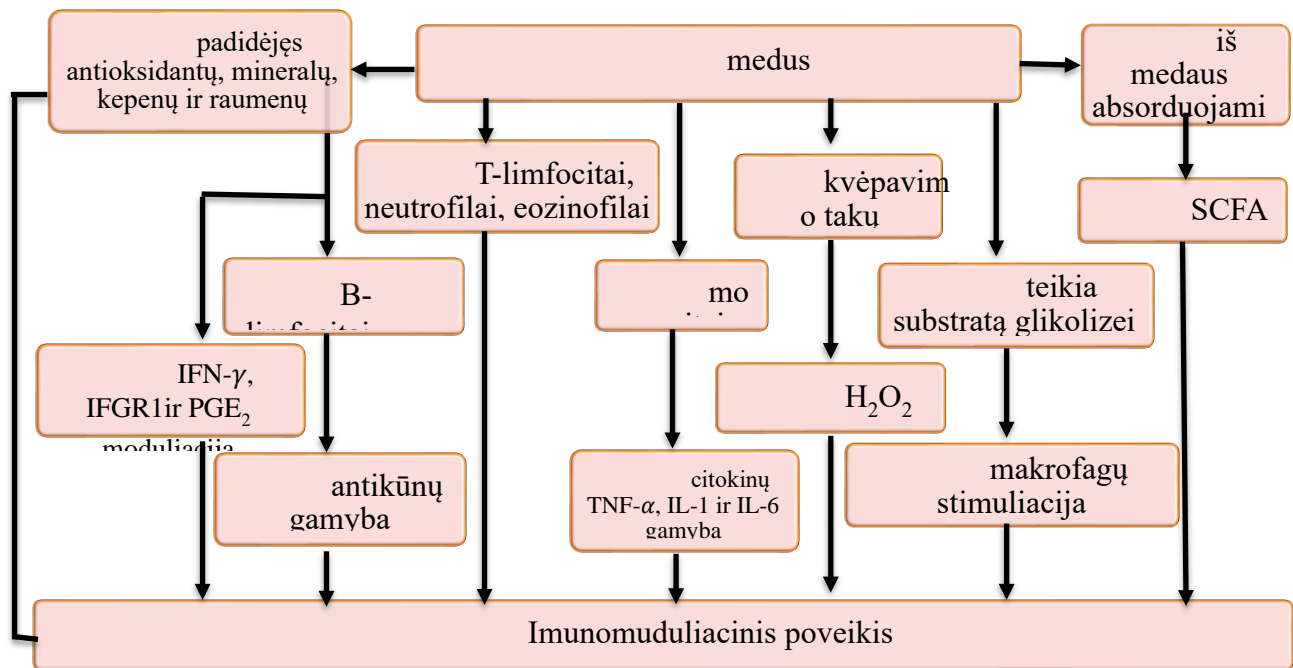 padidėjęs
antioksidantų, mineralų,
kepenų ir raumenų
medus
iš
medaus
absorduojami
T-limfocitai,
neutrofilai, eozinofilai
kvėpavim
o takų
SCFA
B-
limfocitai
mo
teikia
substratą glikolizei
IFN-γ,
IFGR1ir PGE₂
moduliacija
H₂O₂
antikūnų
gamyba
citokinų
TNF-α, IL-1 ir IL-6
gamyba
makrofagų
stimuliacija
Imunomuduliacinis poveikis